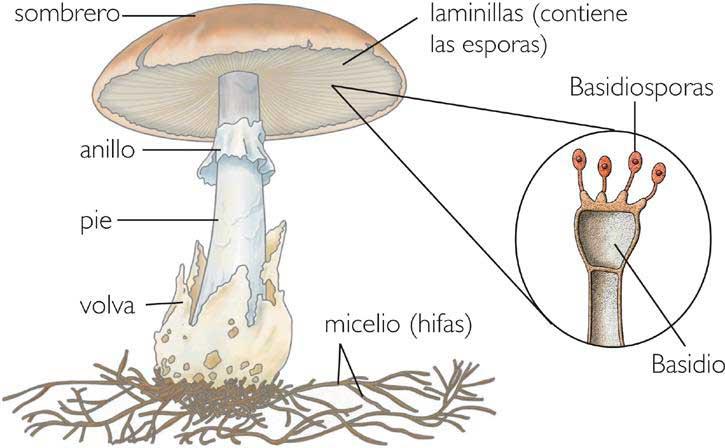 sombrero
laminillas (contiene
las esporas)
Basidiosporas
anillo
pie
volva
micelio (hifas)
Basidio